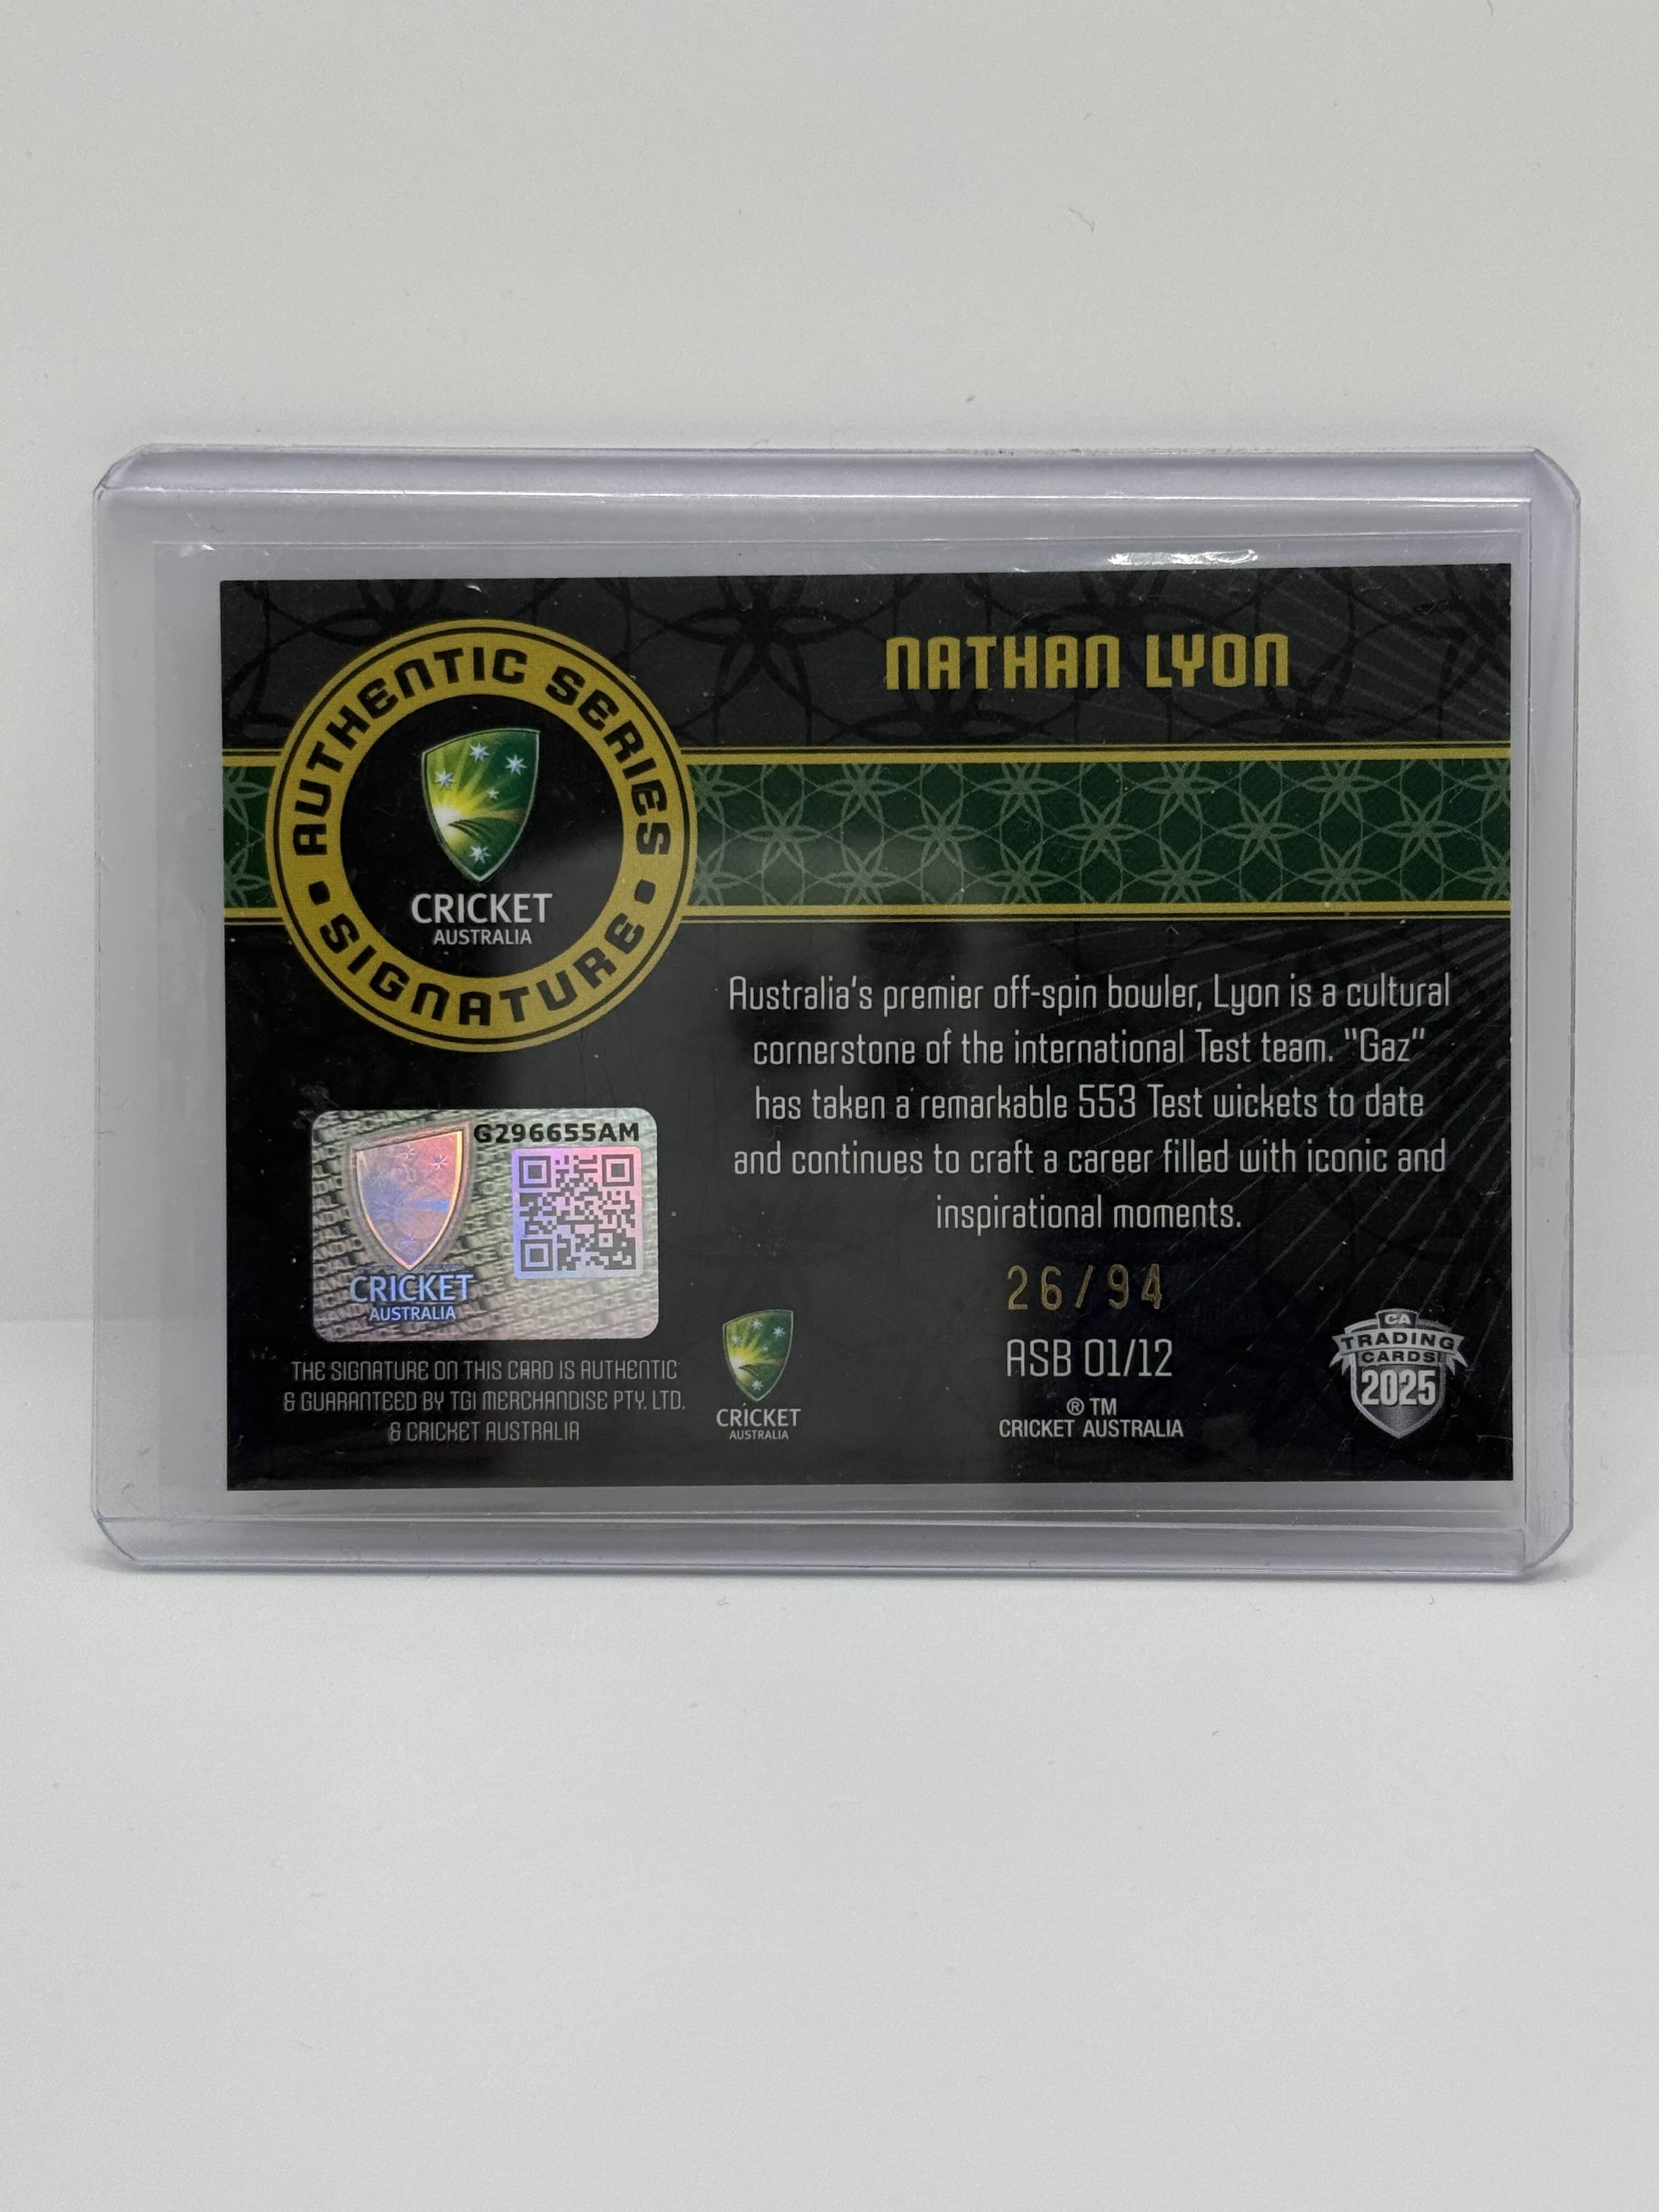 NATHAN LYON
AUTHENTIC SERIES
SIGNATURE
CRICKET
AUSTRALIA
Australia's premier off-spin bowler, Lyon is a cultural
cornerstone of the international Test team. "Gaz"
has taken a remarkable 553 Test wickets to date
and continues to craft a career filled with iconic and
inspirational moments.
G296655AM
CRICKET
AUSTRALIA
THE SIGNATURE ON THIS CARD IS AUTHENTIC
& GUARANTEED BY TGI MERCHANDISE PTY. LTD.
& CRICKET AUSTRALIA
CRICKET
AUSTRALIA
26/94
ASB 01/12
® TM
CRICKET AUSTRALIA
CA
TRADING
CARDS
2025